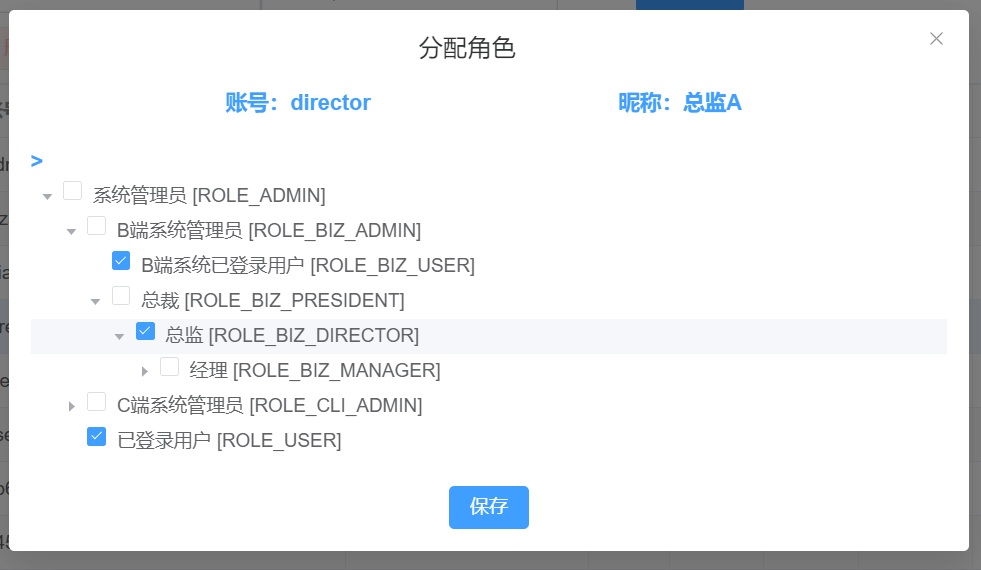 分配角色
账号：director
昵称：总监A
>
系统管理员 [ROLE_ADMIN]
B端系统管理员 [ROLE_BIZ_ADMIN]
B端系统已登录用户 [ROLE_BIZ_USER]
总裁 [ROLE_BIZ_PRESIDENT]
总监 [ROLE_BIZ_DIRECTOR]
经理 [ROLE_BIZ_MANAGER]
C端系统管理员 [ROLE_CLI_ADMIN]
已登录用户 [ROLE_USER]
保存